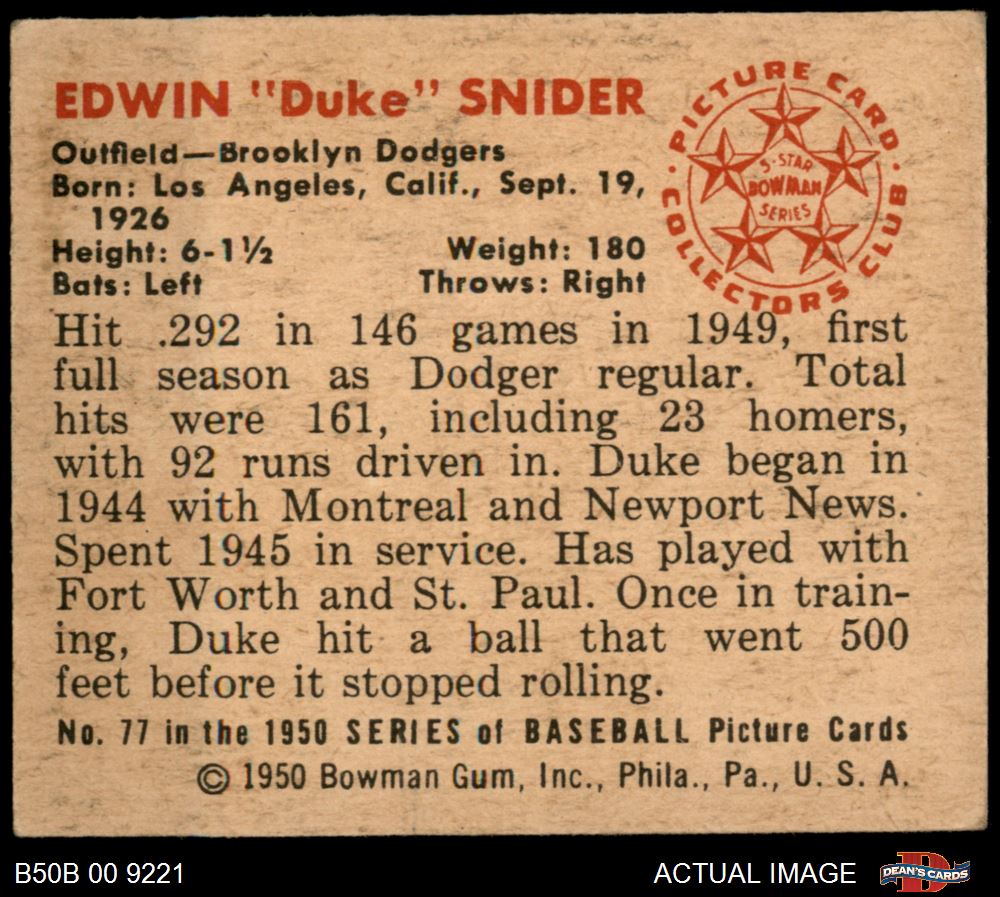 EDWIN "Duke" SNIDER
Outfield—Brooklyn Dodgers
Born: Los Angeles, Calif., Sept. 19,
1926
Height: 6-1½ Weight: 180
Bats: Left Throws: Right
PICTURE CARD
COLLECTORS CLUB
5-STAR
BOWMAN
SERIES
Hit .292 in 146 games in 1949, first
full season as Dodger regular. Total
hits were 161, including 23 homers,
with 92 runs driven in. Duke began in
1944 with Montreal and Newport News.
Spent 1945 in service. Has played with
Fort Worth and St. Paul. Once in train-
ing, Duke hit a ball that went 500
feet before it stopped rolling.
No. 77 in the 1950 SERIES of BASEBALL Picture Cards
© 1950 Bowman Gum, Inc., Phila., Pa., U. S. A.
B50B 00 9221 ACTUAL IMAGE
D
DEAN'S CARDS